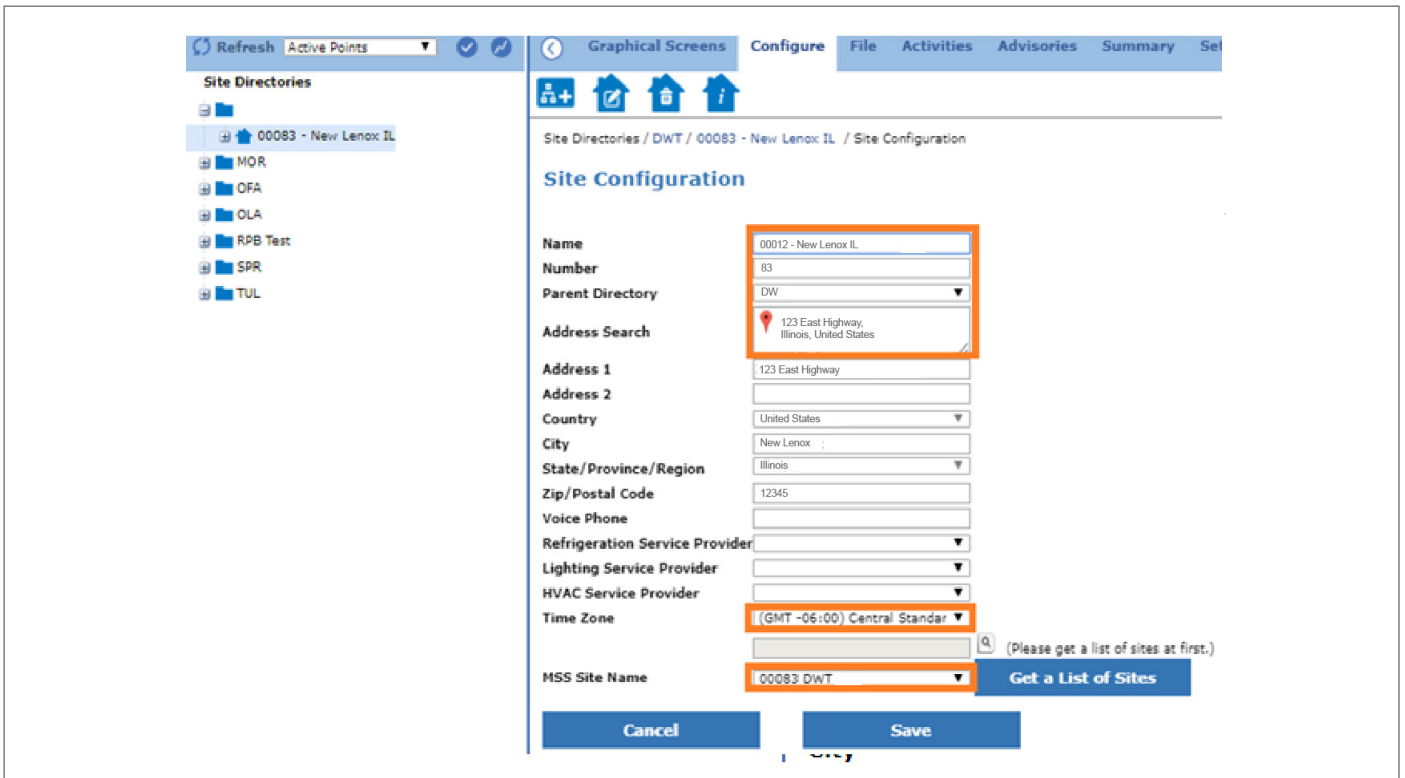 Refresh Active Points
Site Directories
00083 - New Lenox IL
MOR
OFA
OLA
RPB Test
SPR
TUL
Graphical Screens Configure File Activities Advisories Summary Set
Site Directories / DWT / 00083 - New Lenox IL / Site Configuration
Site Configuration
Name 00012 - New Lenox IL
Number 83
Parent Directory DW
Address Search 123 East Highway,
Illinois, United States
Address 1 123 East Highway
Address 2
Country United States
City New Lenox
State/Province/Region Illinois
Zip/Postal Code 12345
Voice Phone
Refrigeration Service Provider
Lighting Service Provider
HVAC Service Provider
Time Zone (GMT -06:00) Central Standar
(Please get a list of sites at first.)
MSS Site Name 00083 DWT Get a List of Sites
Cancel Save